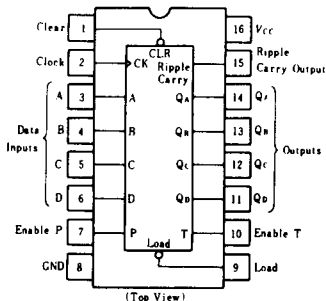 Clear 1 16 Vcc
CLR
Clock 2 CK Ripple Carry 15 Ripple Carry Output
A 3 A QA 14 QA
B 4 B QB 13 QB
Data Inputs Outputs
C 5 C QC 12 QC
D 6 D QD 11 QD
Enable P 7 P T 10 Enable T
Load
GND 8 9 Load
(Top View)